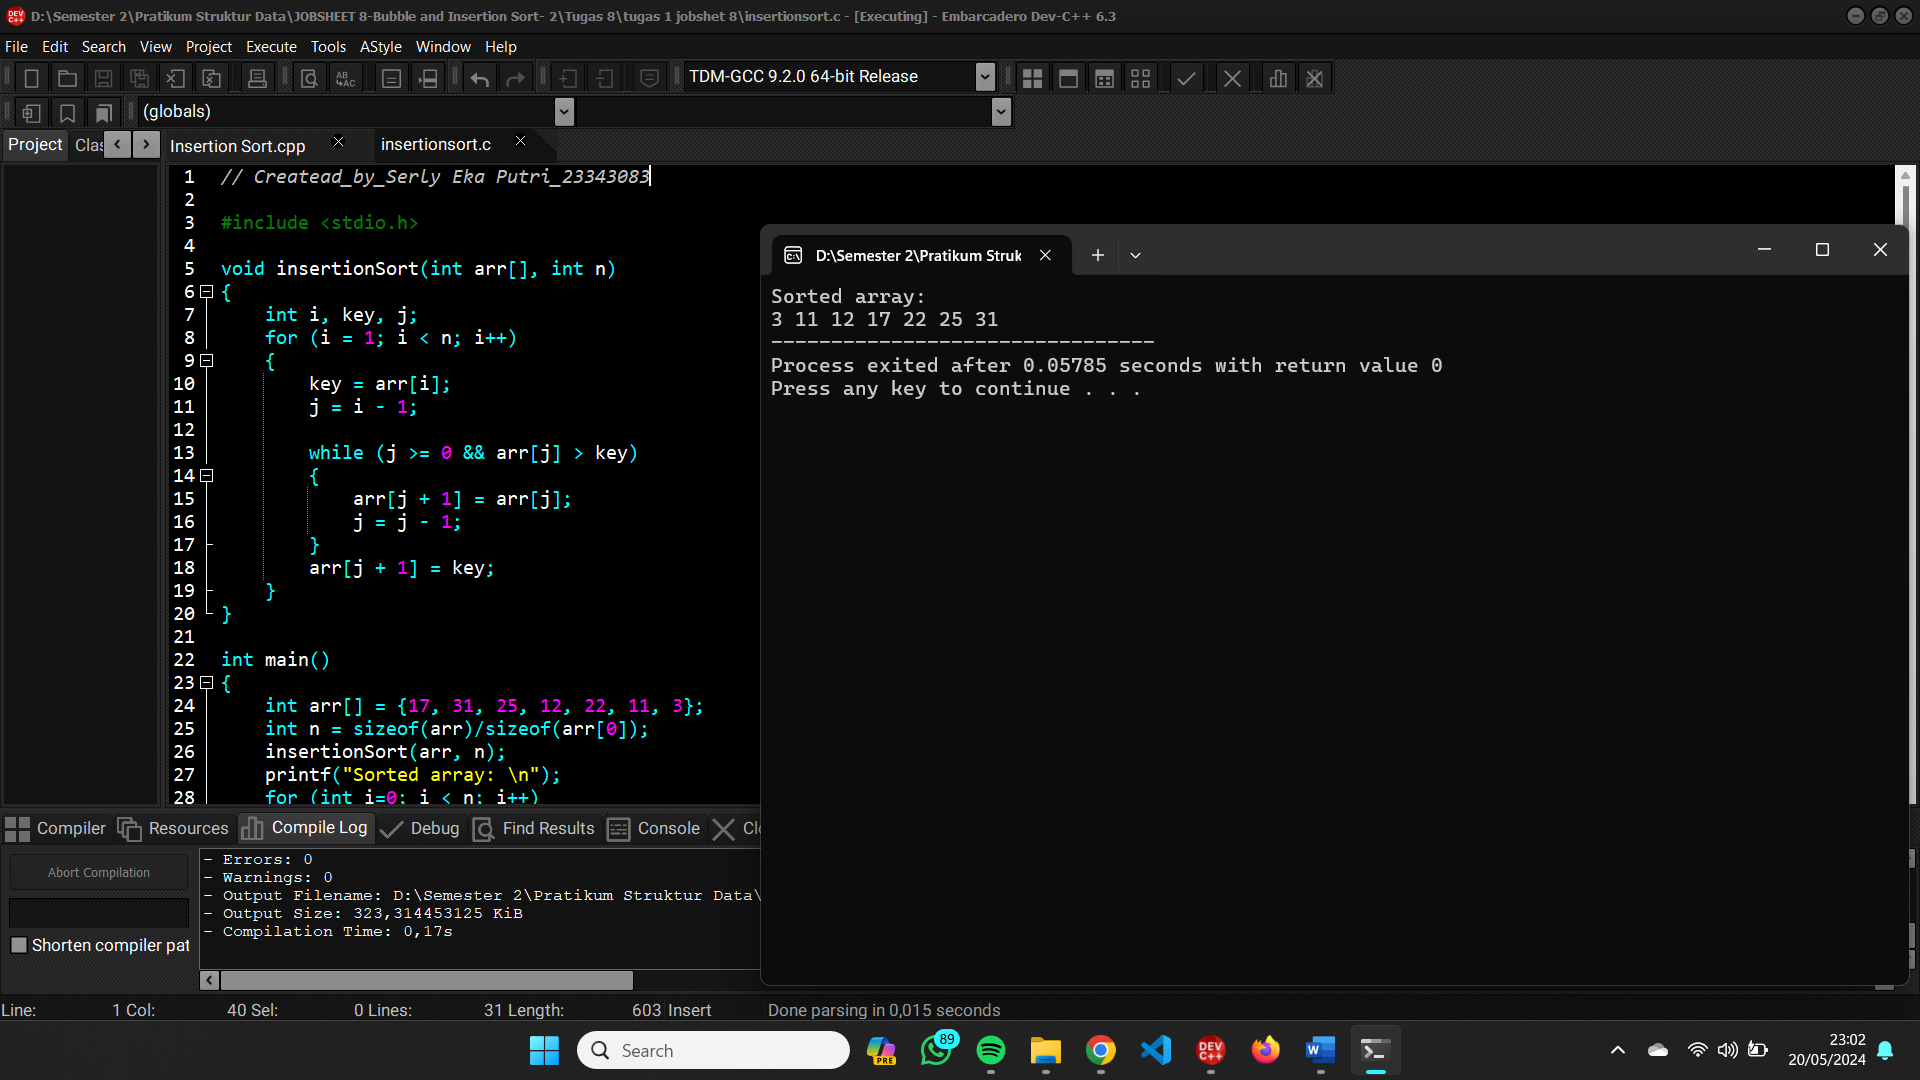 D:\Semester 2\Pratikum Struktur Data\JOBSHEET 8-Bubble and Insertion Sort- 2\Tugas 8\tugas 1 jobshet 8\insertionsort.c - [Executing] - Embarcadero Dev-C++ 6.3
File Edit Search View Project Execute Tools AStyle Window Help
TDM-GCC 9.2.0 64-bit Release
(globals)
Project Clas Insertion Sort.cpp insertionsort.c
1 // Createad_by_Serly Eka Putri_23343083
2
3 #include <stdio.h>
4
5 void insertionSort(int arr[], int n)
6 {
7 int i, key, j;
8 for (i = 1; i < n; i++)
9 {
10 key = arr[i];
11 j = i - 1;
12
13 while (j >= 0 && arr[j] > key)
14 {
15 arr[j + 1] = arr[j];
16 j = j - 1;
17 }
18 arr[j + 1] = key;
19 }
20 }
21
22 int main()
23 {
24 int arr[] = {17, 31, 25, 12, 22, 11, 3};
25 int n = sizeof(arr)/sizeof(arr[0]);
26 insertionSort(arr, n);
27 printf("Sorted array: \n");
28 for (int i=0; i < n; i++)
D:\Semester 2\Pratikum Struk
Sorted array:
3 11 12 17 22 25 31
--------------------------------
Process exited after 0.05785 seconds with return value 0
Press any key to continue . . .
Compiler Resources Compile Log Debug Find Results Console Clo
Abort Compilation
Shorten compiler pat
- Errors: 0
- Warnings: 0
- Output Filename: D:\Semester 2\Pratikum Struktur Data\
- Output Size: 323,314453125 KiB
- Compilation Time: 0,17s
Line: 1 Col: 40 Sel: 0 Lines: 31 Length: 603 Insert Done parsing in 0,015 seconds
Search
PRE
89
DEV C++
23:02
20/05/2024